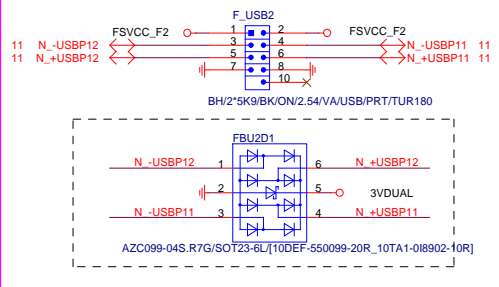 F_USB2
FSVCC_F2 1 2 FSVCC_F2
11 N_-USBP12 3 4 N_-USBP11 11
11 N_+USBP12 5 6 N_+USBP11 11
7 8
10
BH/2*5K9/BK/ON/2.54/VA/USB/PRT/TUR180
FBU2D1
N_-USBP12 1 6 N_+USBP12
2 5 3VDUAL
N_-USBP11 3 4 N_+USBP11
AZC099-04S.R7G/SOT23-6L/[10DEF-550099-20R_10TA1-0I8902-10R]